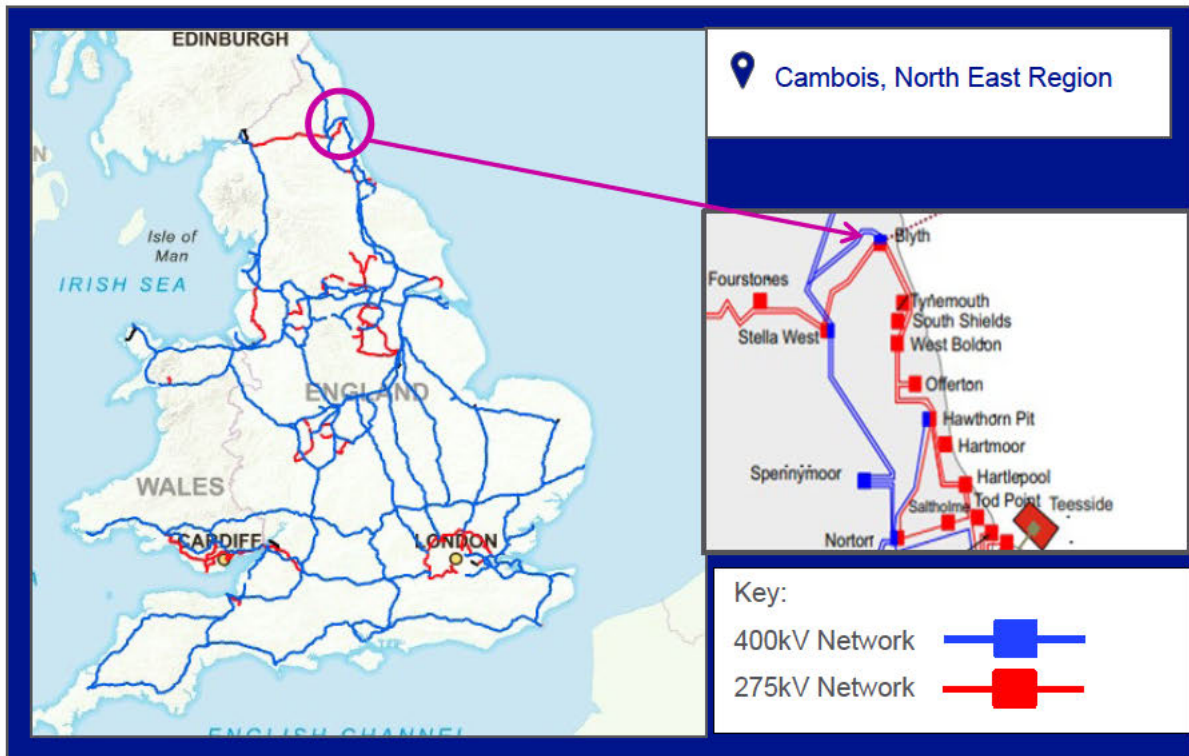 EDINBURGH
Isle of
Man
IRISH SEA
ENGLAND
WALES
CARDIFF
LONDON
ENGLISH CHANNEL
Cambois, North East Region
Blyth
Fourstones
Tynemouth
South Shields
Stella West
West Boldon
Offerton
Hawthorn Pit
Hartmoor
Spennymoor
Hartlepool
Saltholme
Tod Point
Teesside
Norton
Key:
400kV Network
275kV Network